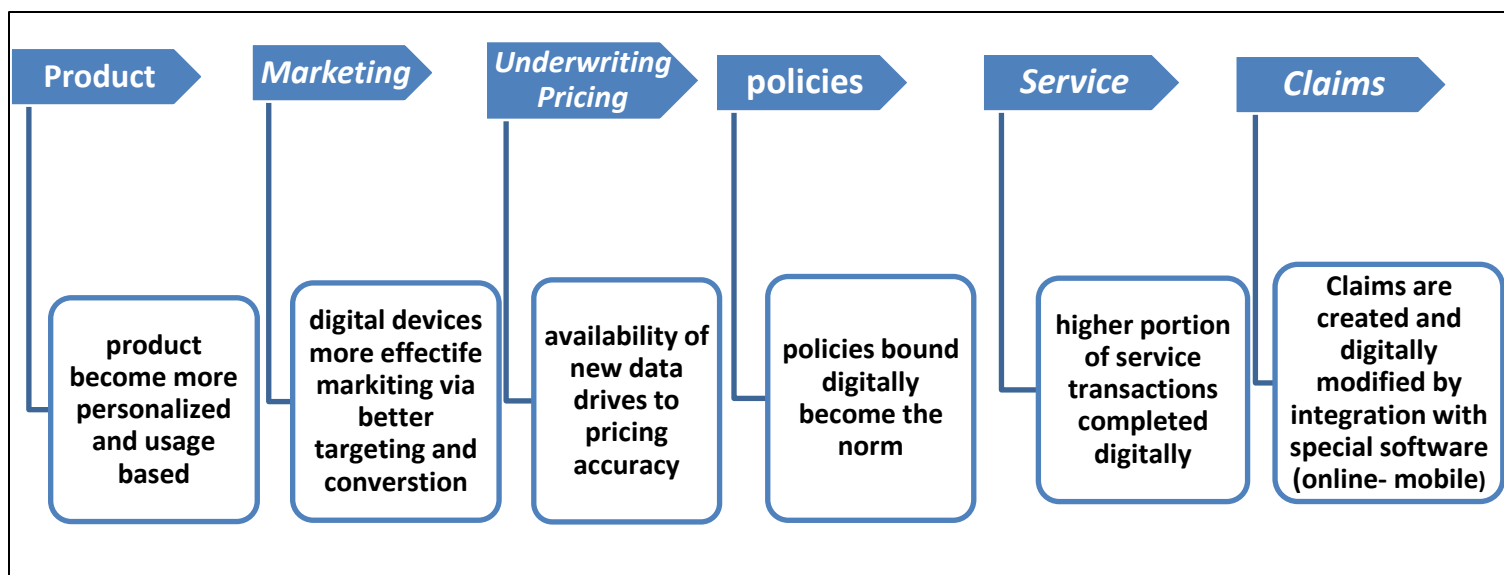 Product
product
become more
personalized
and usage
based
Marketing
digital devices
more effectife
markiting via
better
targeting and
converstion
Underwriting
Pricing
availability of
new data
drives to
pricing
accuracy
policies
policies bound
digitally
become the
norm
Service
higher portion
of service
transactions
completed
digitally
Claims
Claims are
created and
digitally
modified by
integration with
special software
(online- mobile)